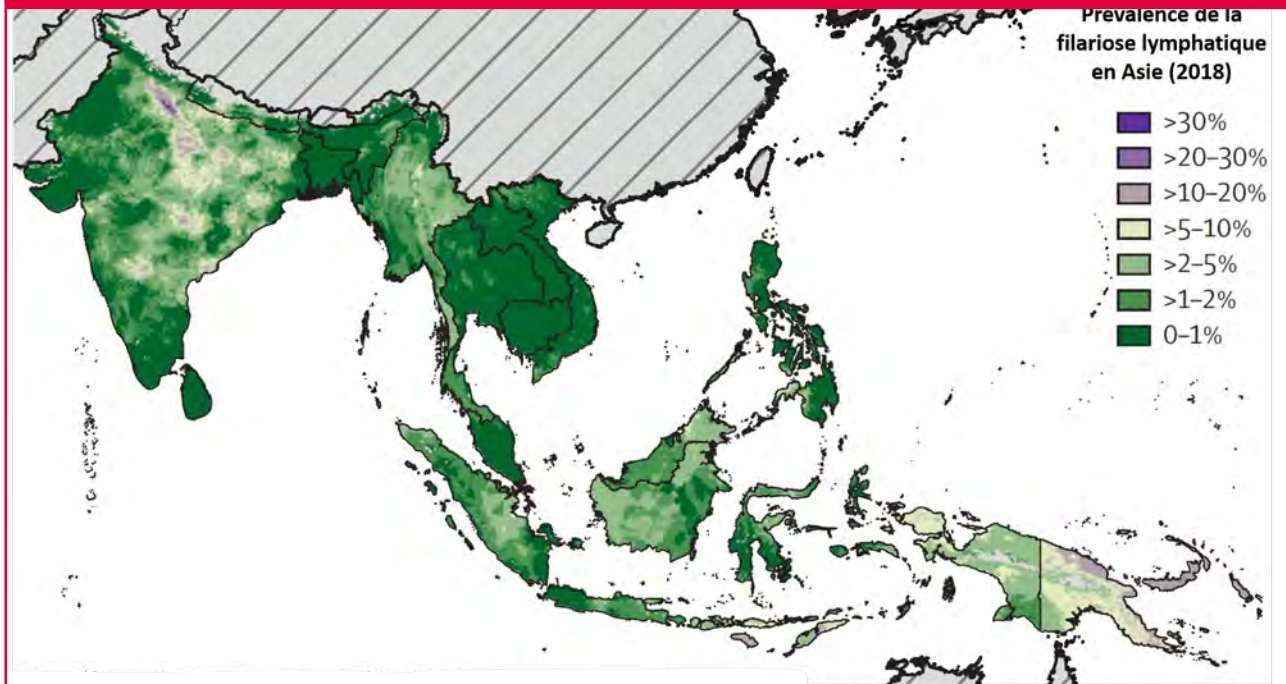 Prévalence de la
filariose lymphatique
en Asie (2018)
>30%
>20–30%
>10–20%
>5–10%
>2–5%
>1–2%
0–1%